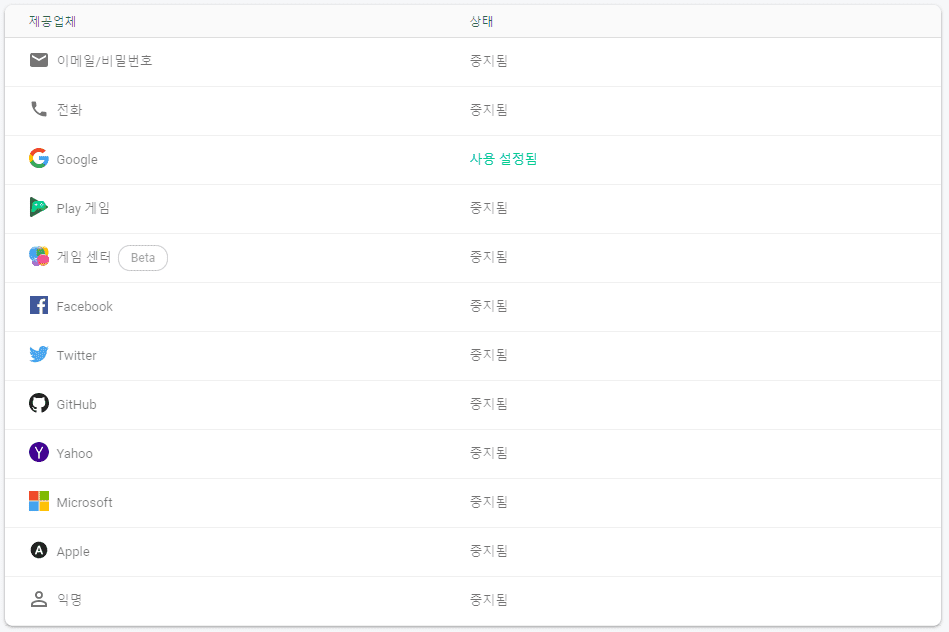 제공업체 상태
이메일/비밀번호 중지됨
전화 중지됨
Google 사용 설정됨
Play 게임 중지됨
게임 센터 Beta 중지됨
Facebook 중지됨
Twitter 중지됨
GitHub 중지됨
Yahoo 중지됨
Microsoft 중지됨
Apple 중지됨
익명 중지됨